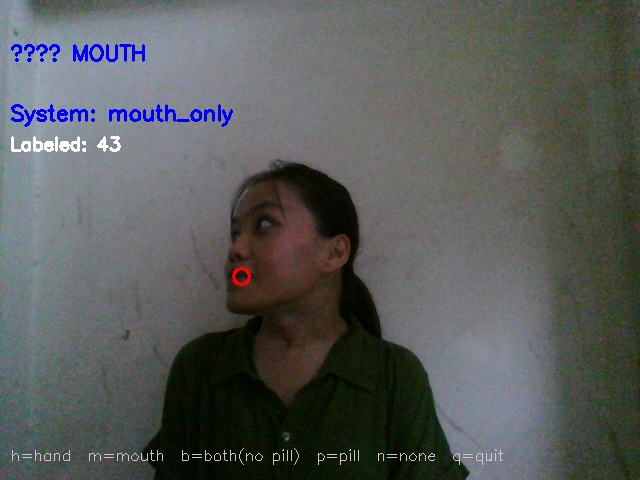 ???? MOUTH
System: mouth_only
Labeled: 43
h=hand m=mouth b=both(no pill) p=pill n=none q=quit